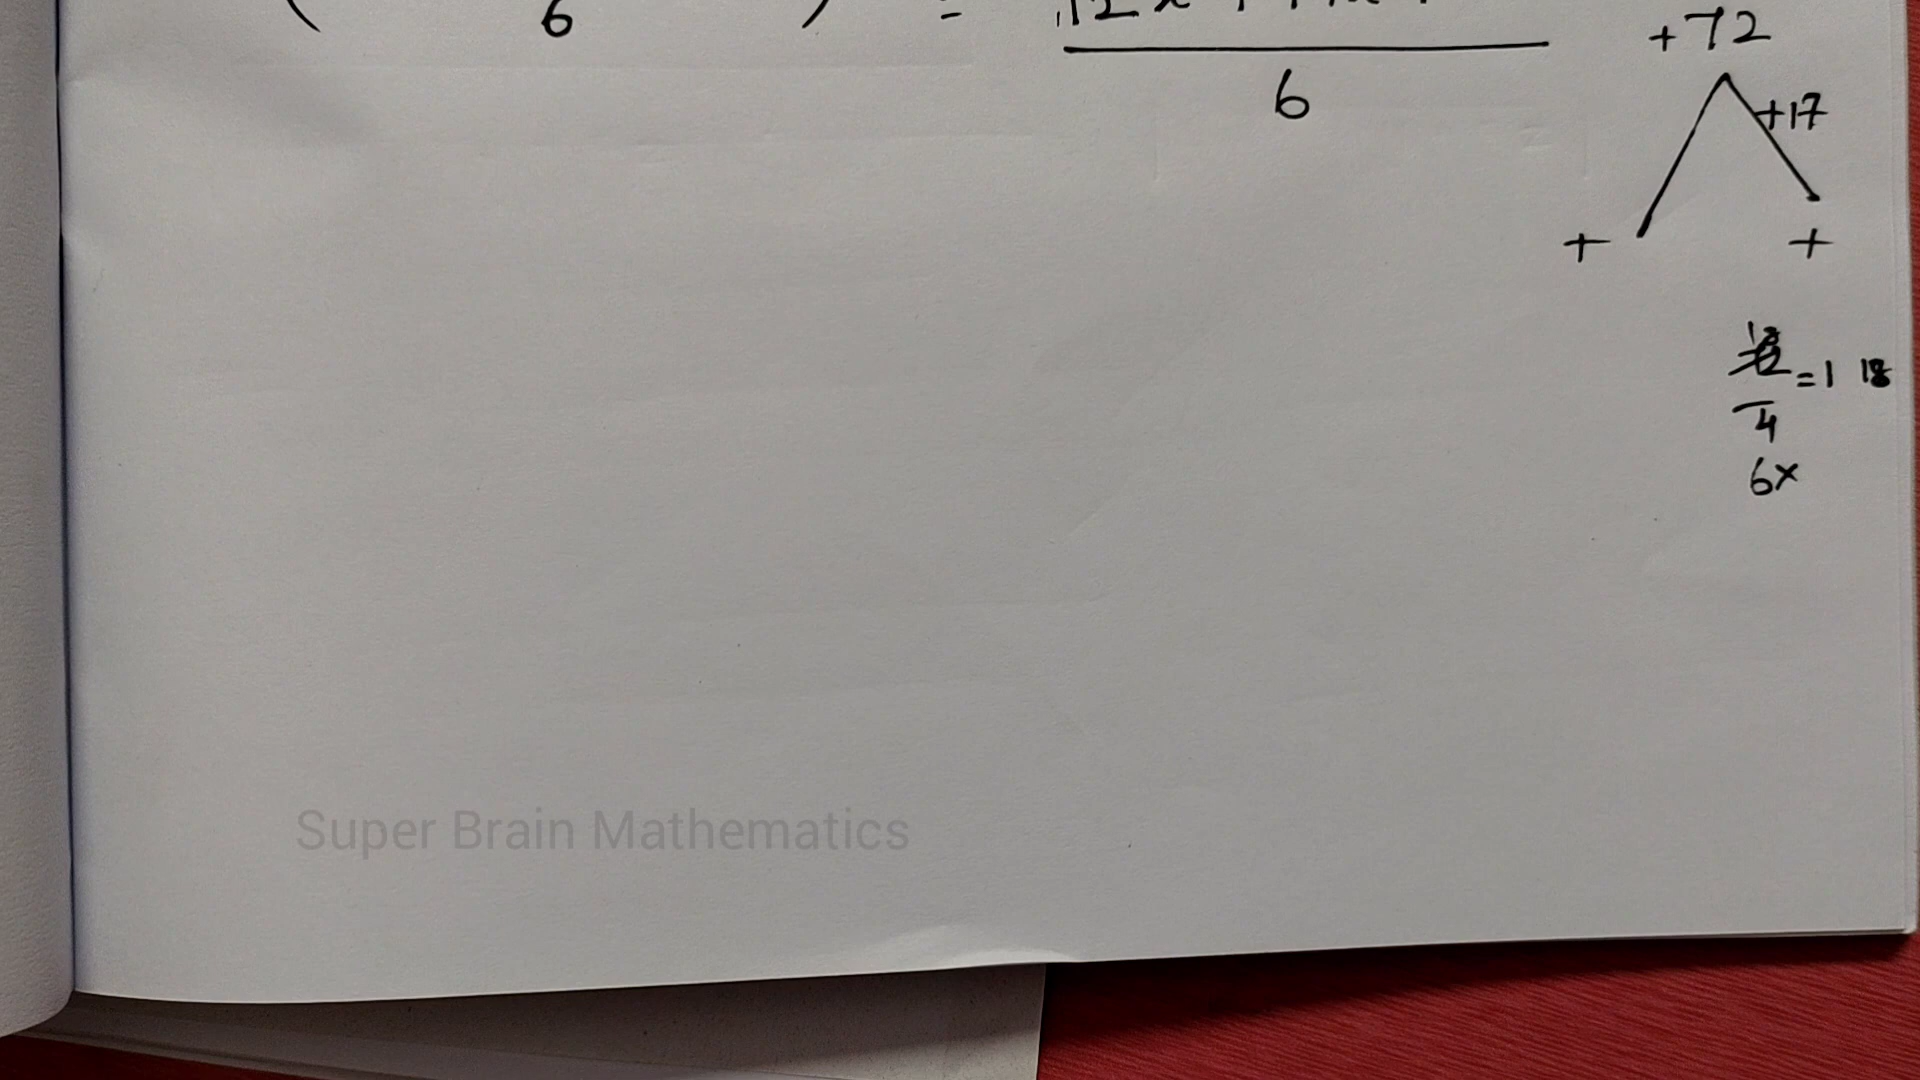 6 =
+72
6
+17
+ +
= 1 18
4
6x
Super Brain Mathematics